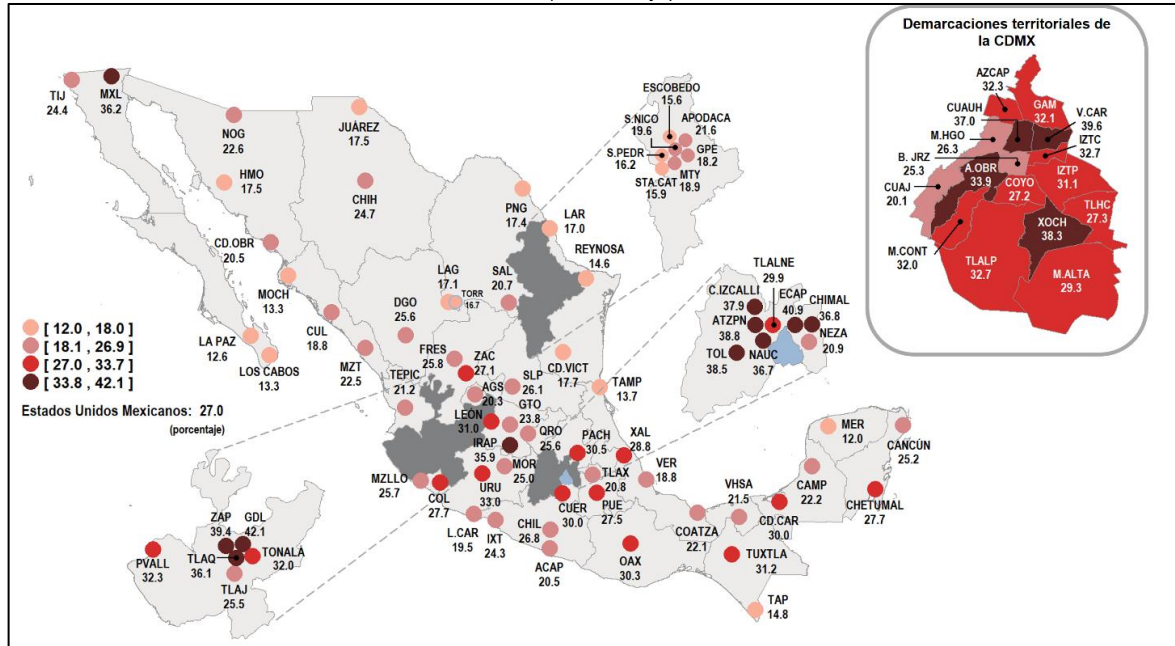 Demarcaciones territoriales de
la CDMX
AZCAP
32.3
CUAUH
37.0
M.HGO
26.3
B. JRZ
25.3
CUAJ
20.1
M.CONT
32.0
GAM
32.1
V.CAR
39.6
IZTC
32.7
A.OBR
33.9
COYO
27.2
IZTP
31.1
TLHC
27.3
XOCH
38.3
TLALP
32.7
M.ALTA
29.3
TIJ
24.4
MXL
36.2
NOG
22.6
HMO
17.5
JUÁREZ
17.5
CHIH
24.7
CD.OBR
20.5
MOCH
13.3
LA PAZ
12.6
LOS CABOS
13.3
CUL
18.8
MZT
22.5
DGO
25.6
LAG
17.1
TORR
16.7
SAL
20.7
PNG
17.4
LAR
17.0
REYNOSA
14.6
ESCOBEDO
15.6
S.NICO
19.6
APODACA
21.6
S.PEDR
16.2
GPE
18.2
MTY
18.9
STA.CAT
15.9
TLALNE
29.9
C.IZCALLI
37.9
ECAP
40.9
CHIMAL
36.8
ATZPN
38.8
NEZA
20.9
TOL
38.5
NAUC
36.7
[ 12.0 , 18.0 ]
[ 18.1 , 26.9 ]
[ 27.0 , 33.7 ]
[ 33.8 , 42.1 ]
Estados Unidos Mexicanos: 27.0
(porcentaje)
FRES
25.8
ZAC
27.1
TEPIC
21.2
AGS
20.3
SLP
26.1
CD.VICT
17.7
TAMP
13.7
LEÓN
31.0
GTO
23.8
QRO
25.6
IRAP
35.9
PACH
30.5
XAL
28.8
MOR
25.0
TLAX
20.8
VER
18.8
MZLLO
25.7
COL
27.7
URU
33.0
CUER
30.0
PUE
27.5
L.CAR
19.5
IXT
24.3
CHIL
26.8
ACAP
20.5
OAX
30.3
COATZA
22.1
VHSA
21.5
CD.CAR
30.0
TUXTLA
31.2
TAP
14.8
MER
12.0
CAMP
22.2
CANCÚN
25.2
CHETUMAL
27.7
ZAP
39.4
GDL
42.1
PVALL
32.3
TLAQ
36.1
TONALÁ
32.0
TLAJ
25.5